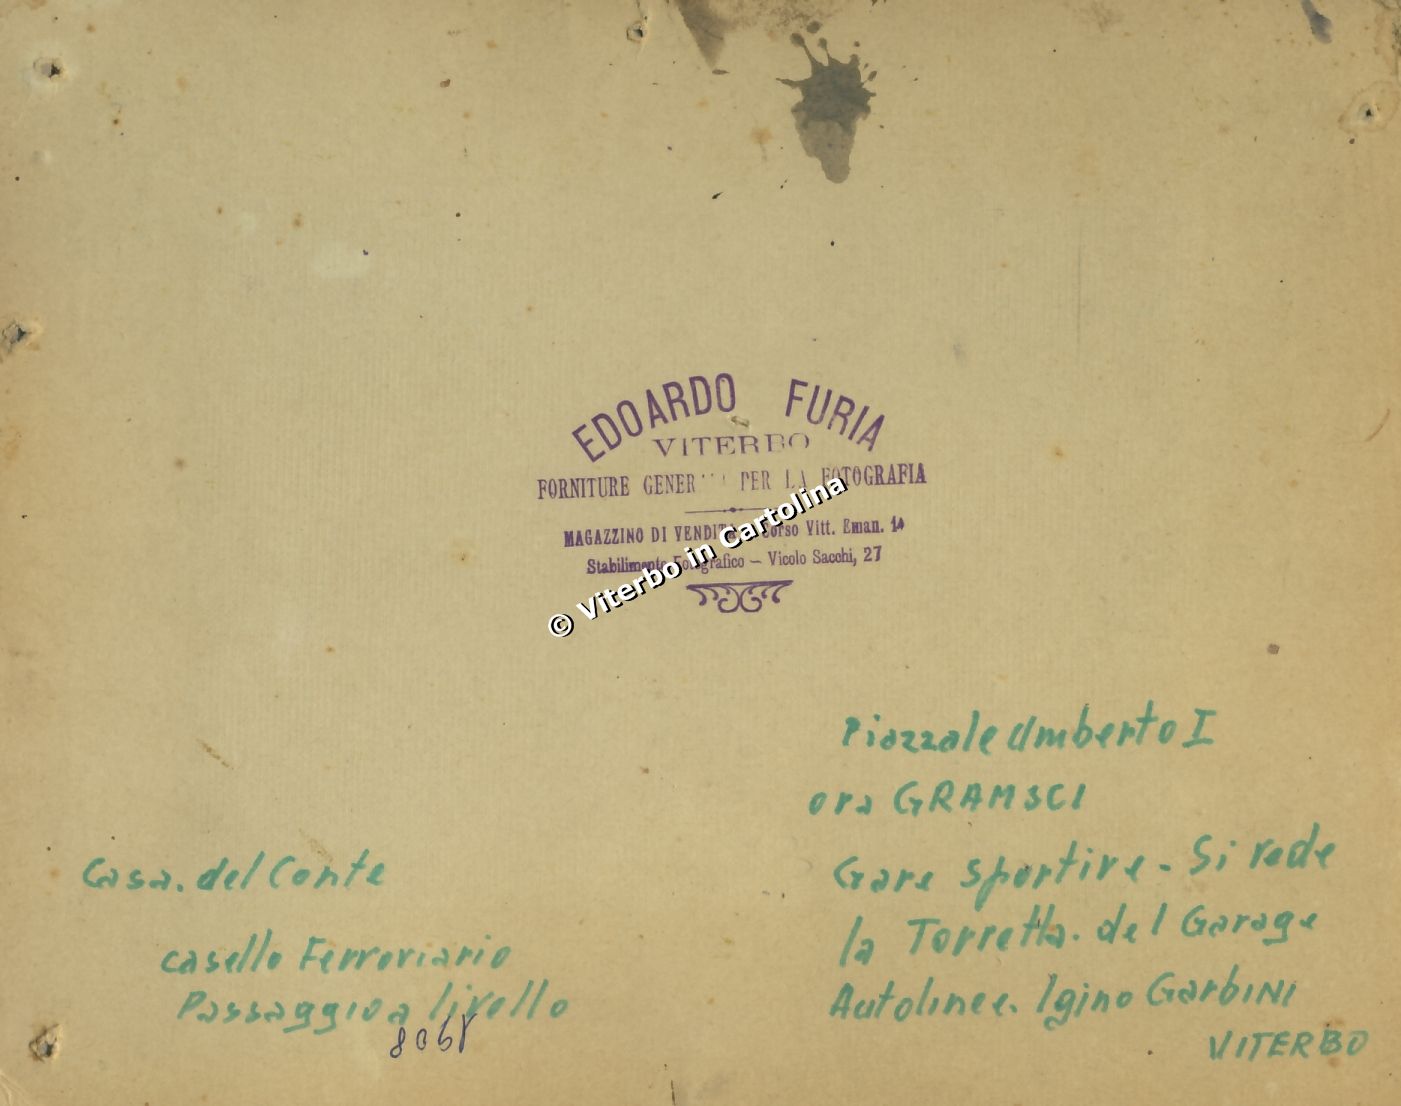 EDOARDO FURIA
VITERBO
FORNITURE GENER PER LA FOTOGRAFIA
MAGAZZINO DI VENDITA Corso Vitt. Eman. 14
Stabilimento Fotografico — Vicolo Sacchi, 27
© Viterbo in Cartolina
Piazzale Umberto I
ora GRAMSCI
Gare sportive - Si vede
la Torretta. del Garage
Autolinee. Igino GarbINI
VITERBO
Casa. del Conte
casello Ferroviario
Passaggio a livello